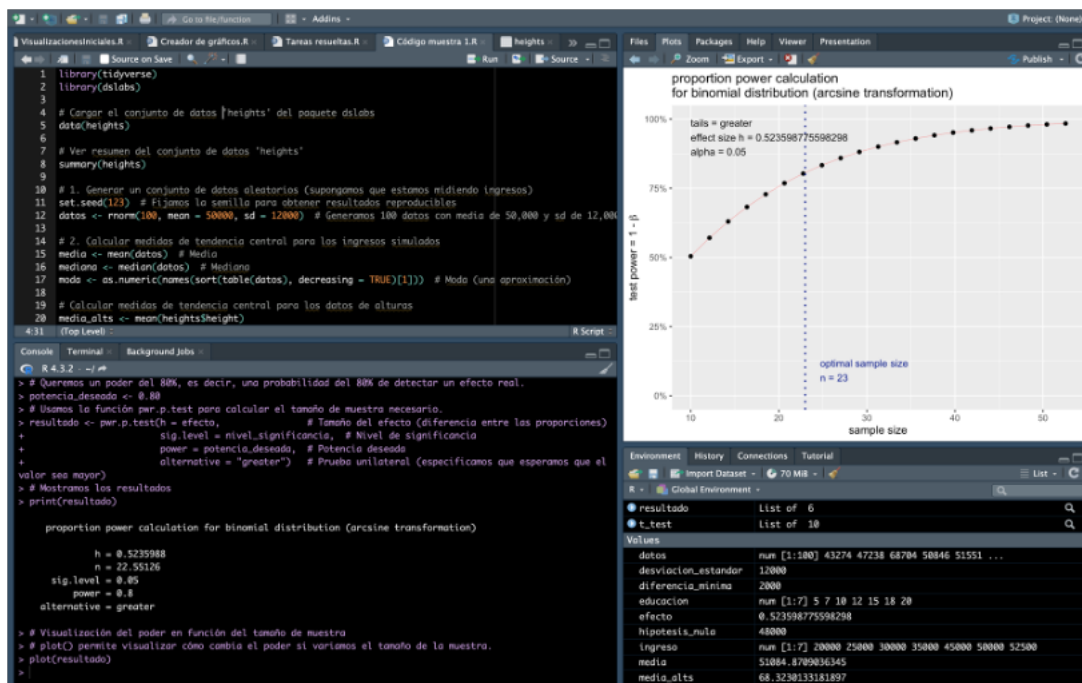 Go to file/function
Addins
Project: (None)
VisualizacionesIniciales.R
Creador de gráficos.R
Tareas resueltas.R
Código muestra 1.R
heights
Source on Save
Run
Source
1 library(tidyverse)
2 library(dslabs)
3
4 # Cargar el conjunto de datos 'heights' del paquete dslabs
5 data(heights)
6
7 # Ver resumen del conjunto de datos 'heights'
8 summary(heights)
9
10 # 1. Generar un conjunto de datos aleatorios (supongamos que estamos midiendo ingresos)
11 set.seed(123) # Fijamos la semilla para obtener resultados reproducibles
12 datos <- rnorm(100, mean = 50000, sd = 12000) # Generamos 100 datos con media de 50,000 y sd de 12,000
13
14 # 2. Calcular medidas de tendencia central para los ingresos simulados
15 media <- mean(datos) # Media
16 mediana <- median(datos) # Mediana
17 moda <- as.numeric(names(sort(table(datos), decreasing = TRUE)[1])) # Moda (una aproximación)
18
19 # Calcular medidas de tendencia central para los datos de alturas
20 media_alts <- mean(heights$height)
4:31 (Top Level) R Script
Console Terminal Background Jobs
R 4.3.2 · ~/
> # Queremos un poder del 80%, es decir, una probabilidad del 80% de detectar un efecto real.
> potencia_deseada <- 0.80
> # Usamos la función pwr.p.test para calcular el tamaño de muestra necesario.
> resultado <- pwr.p.test(h = efecto, # Tamaño del efecto (diferencia entre las proporciones)
+ sig.level = nivel_significancia, # Nivel de significancia
+ power = potencia_deseada, # Potencia deseada
+ alternative = "greater") # Prueba unilateral (especificamos que esperamos que el
valor sea mayor)
> # Mostramos los resultados
> print(resultado)
proportion power calculation for binomial distribution (arcsine transformation)
h = 0.5235988
n = 22.55126
sig.level = 0.05
power = 0.8
alternative = greater
> # Visualización del poder en función del tamaño de muestra
> # plot() permite visualizar cómo cambia el poder si variamos el tamaño de la muestra.
> plot(resultado)
>
Files Plots Packages Help Viewer Presentation
Zoom Export Publish
proportion power calculation
for binomial distribution (arcsine transformation)
tails = greater
effect size h = 0.523598775598298
alpha = 0.05
100%
75%
50%
25%
0%
test power = 1 - β
optimal sample size
n = 23
10 20 30 40 50
sample size
Environment History Connections Tutorial
Import Dataset 70 MiB List
R Global Environment
resultado List of 6
t_test List of 10
Values
datos num [1:100] 43274 47238 68704 50846 51551 ...
desviacion_estandar 12000
diferencia_minima 2000
educacion num [1:7] 5 7 10 12 15 18 20
efecto 0.523598775598298
hipotesis_nula 48000
ingreso num [1:7] 20000 25000 30000 35000 45000 50000 52500
media 51084.8709036345
media_alts 68.3230133181897